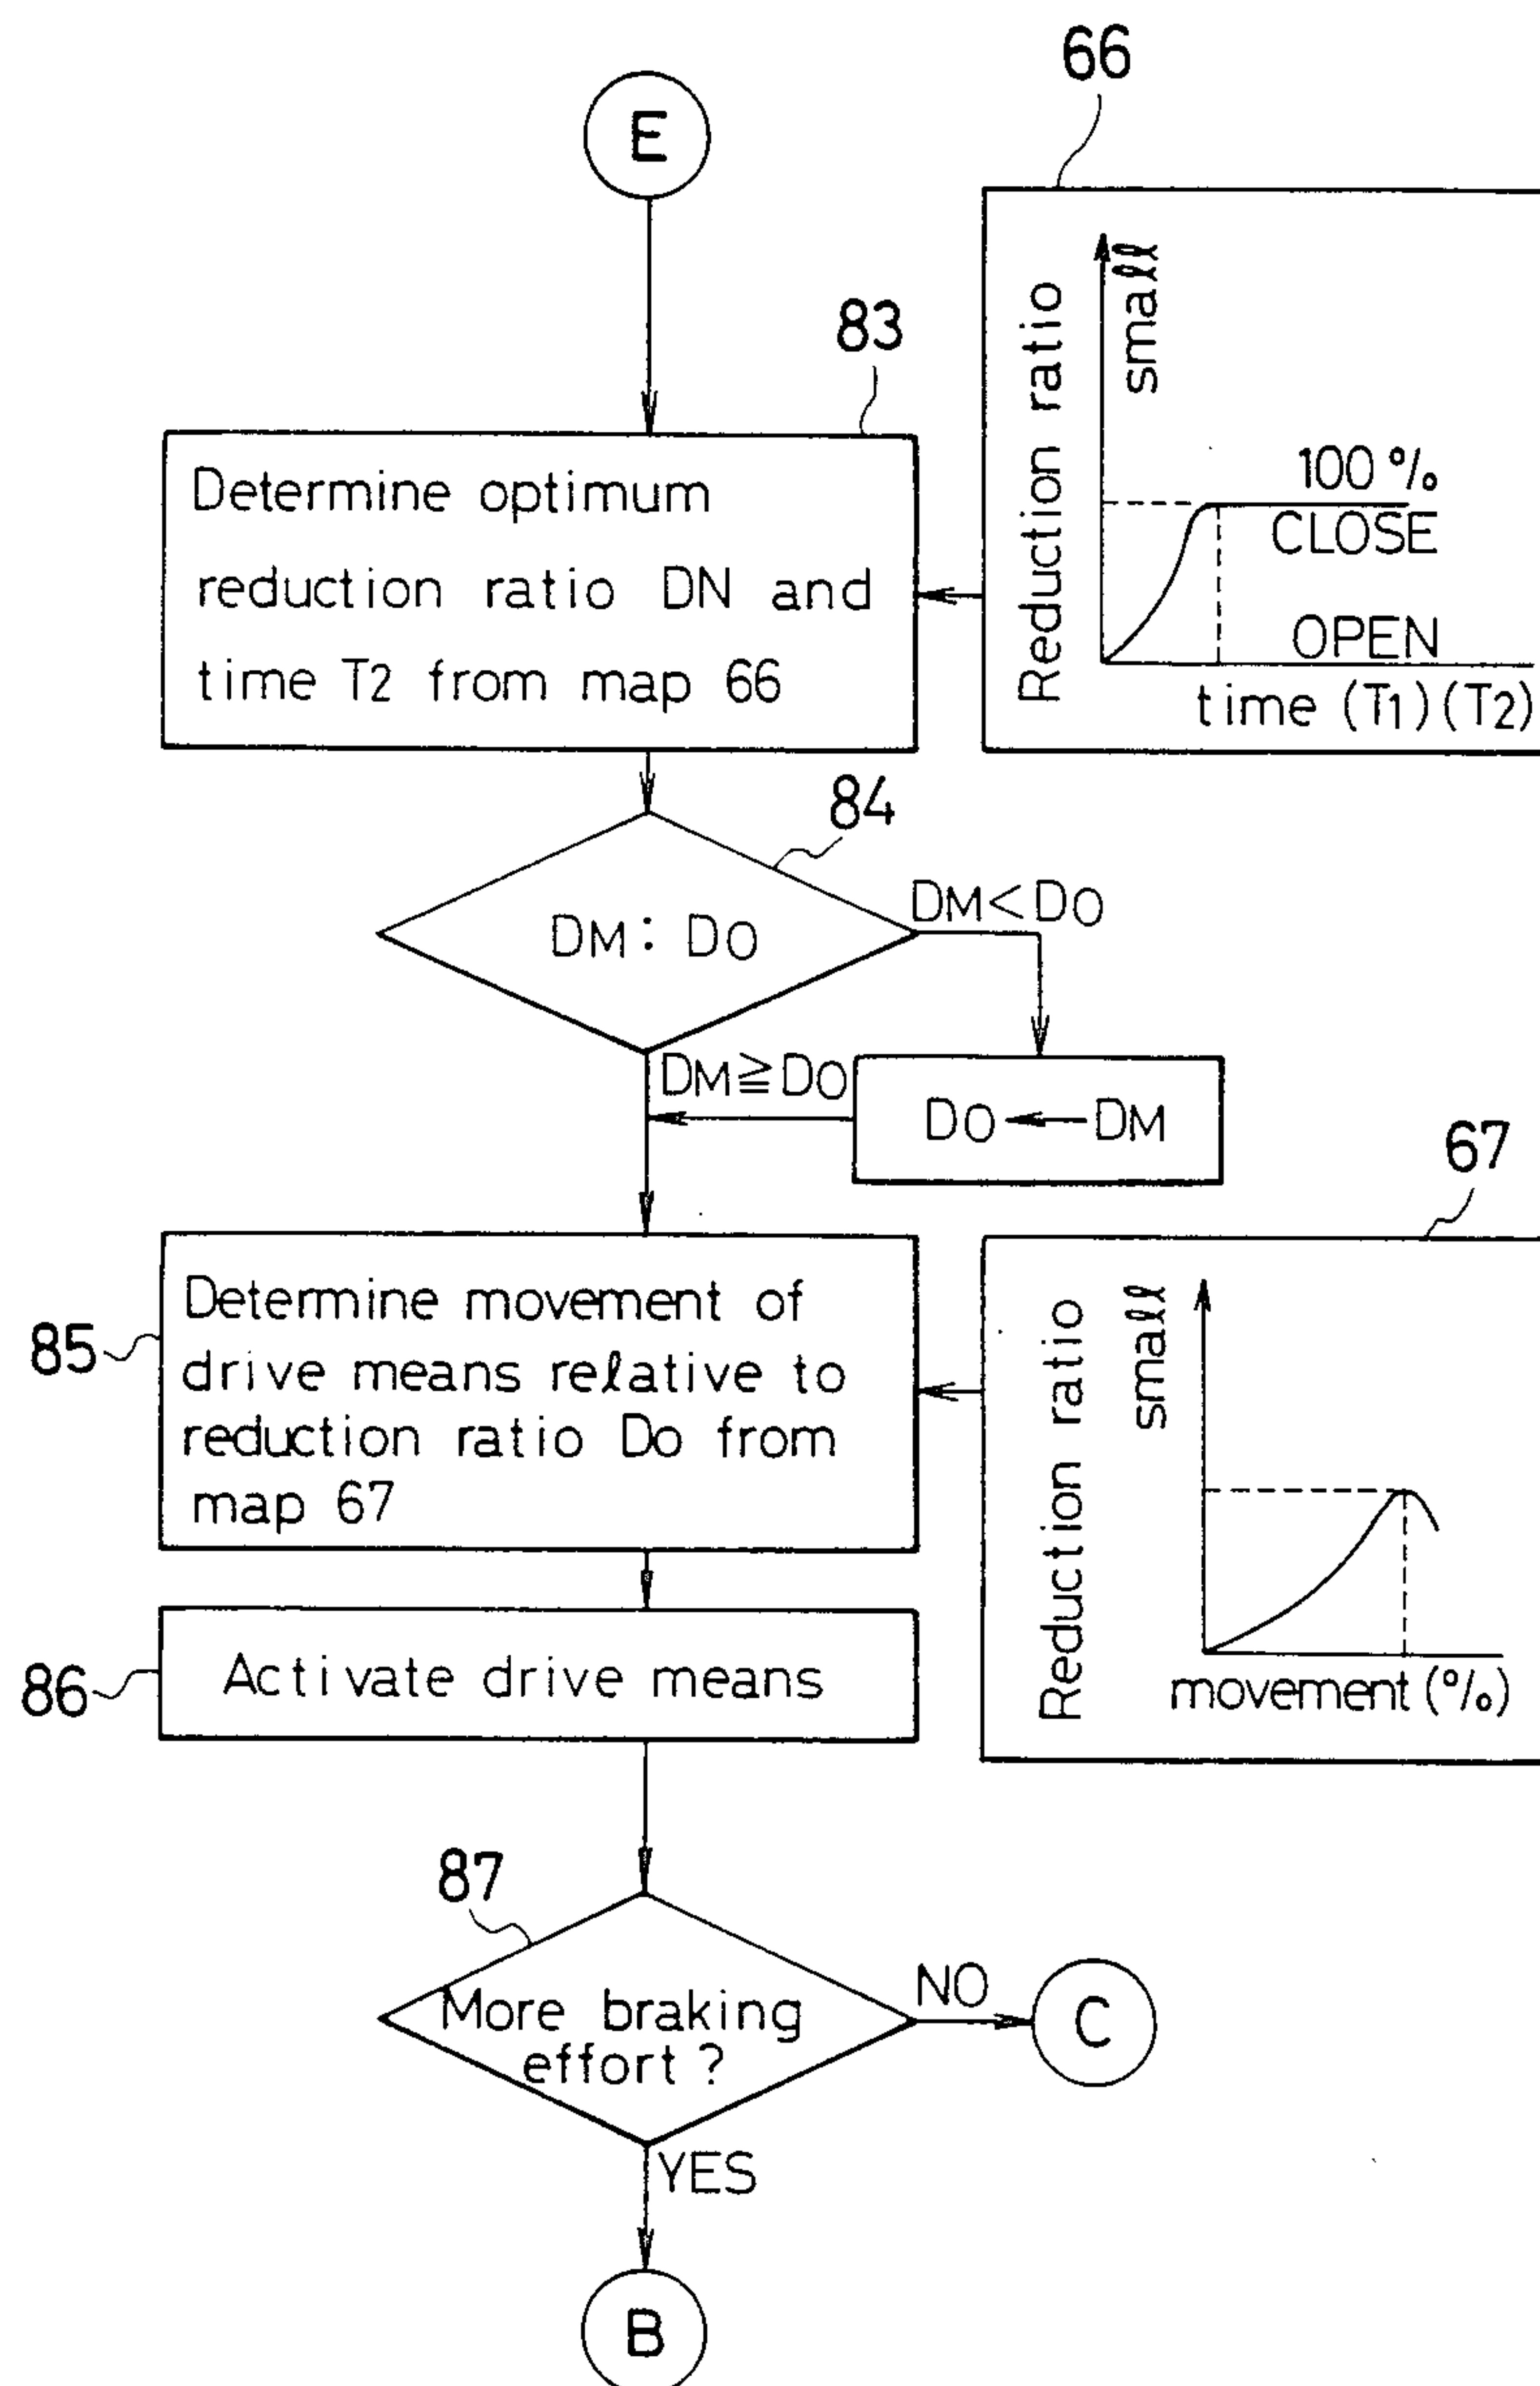 66
E
small
Reduction ratio
83
100 %
CLOSE
OPEN
time (T1) (T2)
Determine optimum
reduction ratio DN and
time T2 from map 66
84
DM : DO
DM < DO
DM ≧ DO
DO ← DM
67
small
Reduction ratio
movement (%)
85
Determine movement of
drive means relative to
reduction ratio Do from
map 67
86
Activate drive means
87
More braking
effort ?
NO
C
YES
B